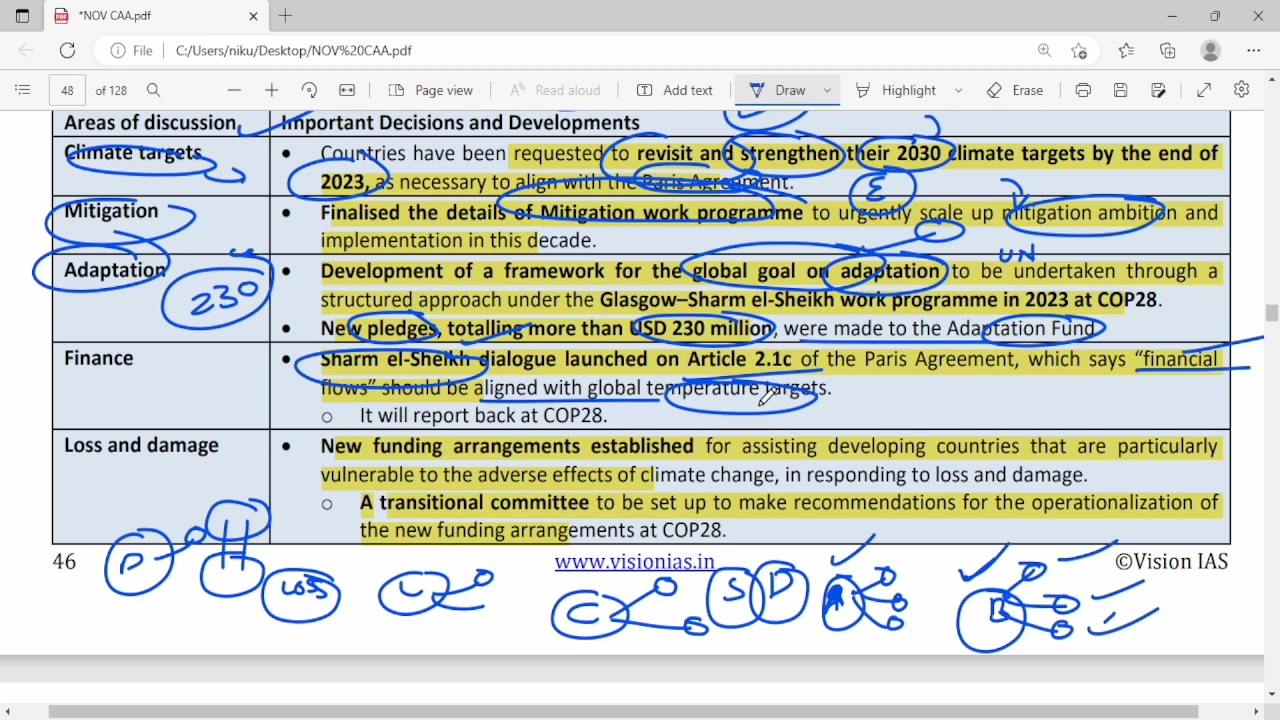 *NOV CAA.pdf
File
C:/Users/niku/Desktop/NOV%20CAA.pdf
48 of 128
Page view
Read aloud
Add text
Draw
Highlight
Erase
Areas of discussion
Important Decisions and Developments
Climate targets
• Countries have been requested to revisit and strengthen their 2030 climate targets by the end of
2023, as necessary to align with the Paris Agreement.
E
Mitigation
• Finalised the details of Mitigation work programme to urgently scale up mitigation ambition and
implementation in this decade.
UN
Adaptation
230
• Development of a framework for the global goal on adaptation to be undertaken through a
structured approach under the Glasgow–Sharm el-Sheikh work programme in 2023 at COP28.
• New pledges, totalling more than USD 230 million, were made to the Adaptation Fund
Finance
• Sharm el-Sheikh dialogue launched on Article 2.1c of the Paris Agreement, which says “financial
flows” should be aligned with global temperature targets.
o It will report back at COP28.
Loss and damage
• New funding arrangements established for assisting developing countries that are particularly
vulnerable to the adverse effects of climate change, in responding to loss and damage.
o A transitional committee to be set up to make recommendations for the operationalization of
the new funding arrangements at COP28.
46
www.visionias.in
©Vision IAS
D
LOSS
L
C
S
D
A
B